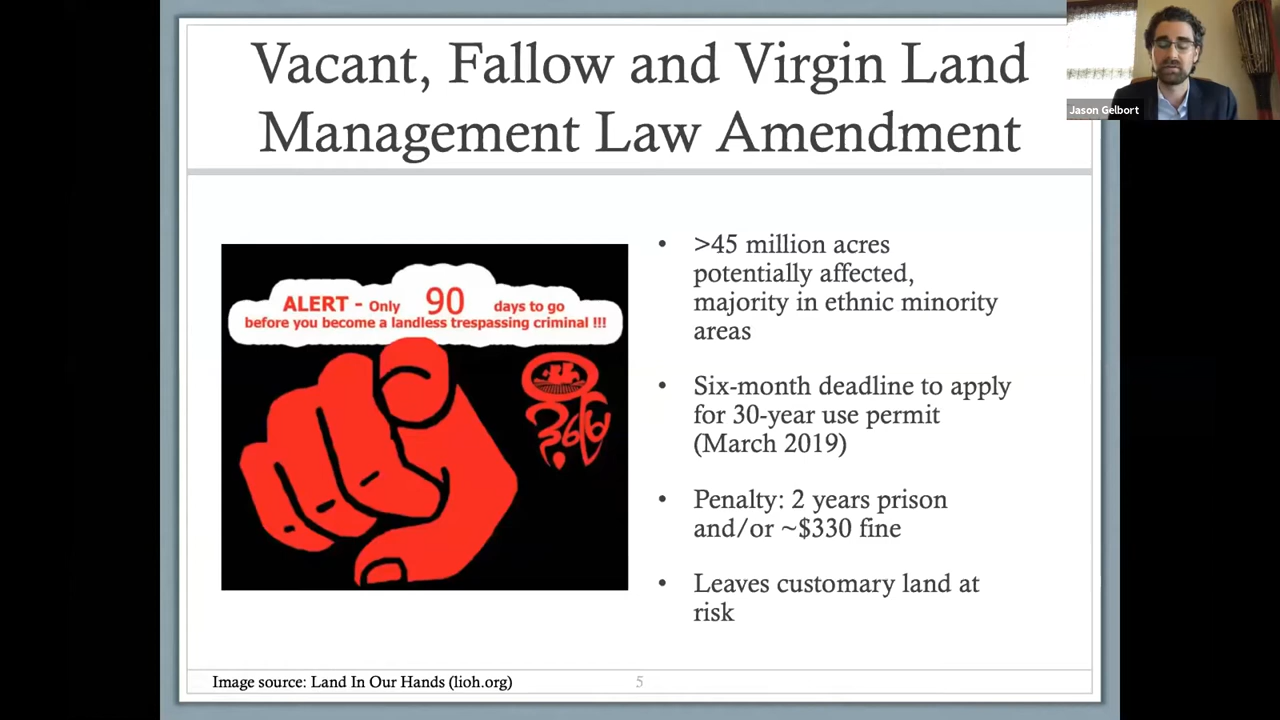 Vacant, Fallow and Virgin Land
Management Law Amendment
Jason Gelbort
ALERT - Only 90 days to go
before you become a landless trespassing criminal !!!
• >45 million acres
potentially affected,
majority in ethnic minority
areas
• Six-month deadline to apply
for 30-year use permit
(March 2019)
• Penalty: 2 years prison
and/or ~$330 fine
• Leaves customary land at
risk
Image source: Land In Our Hands (lioh.org)
5